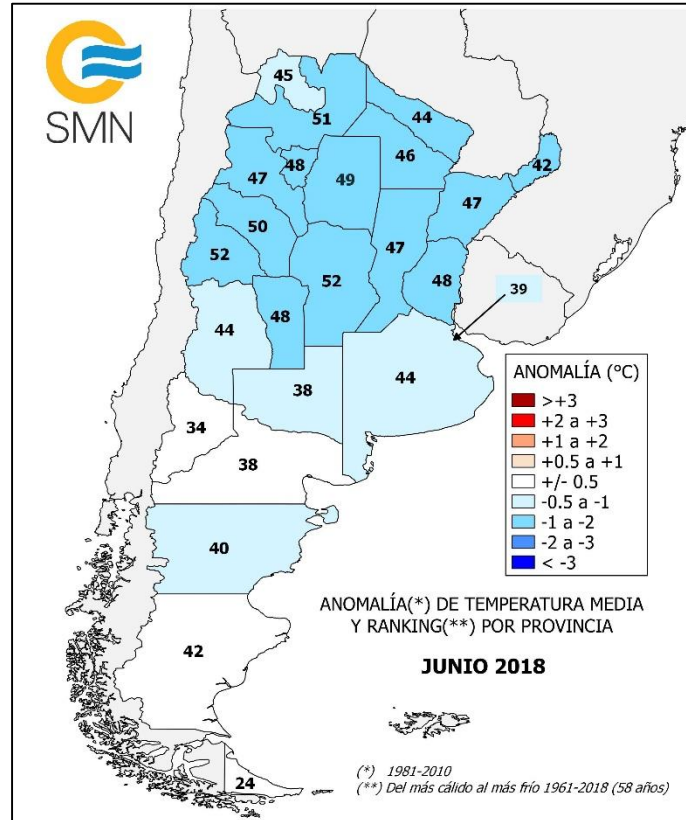 SMN
45
51
44
48
46
42
47
49
47
50
47
52
52
48
48
39
44
38
44
34
38
40
42
24
ANOMALÍA (°C)
>+3
+2 a +3
+1 a +2
+0.5 a +1
+/- 0.5
-0.5 a -1
-1 a -2
-2 a -3
< -3
ANOMALÍA(*) DE TEMPERATURA MEDIA
Y RANKING(**) POR PROVINCIA
JUNIO 2018
(*) 1981-2010
(**) Del más cálido al más frío 1961-2018 (58 años)